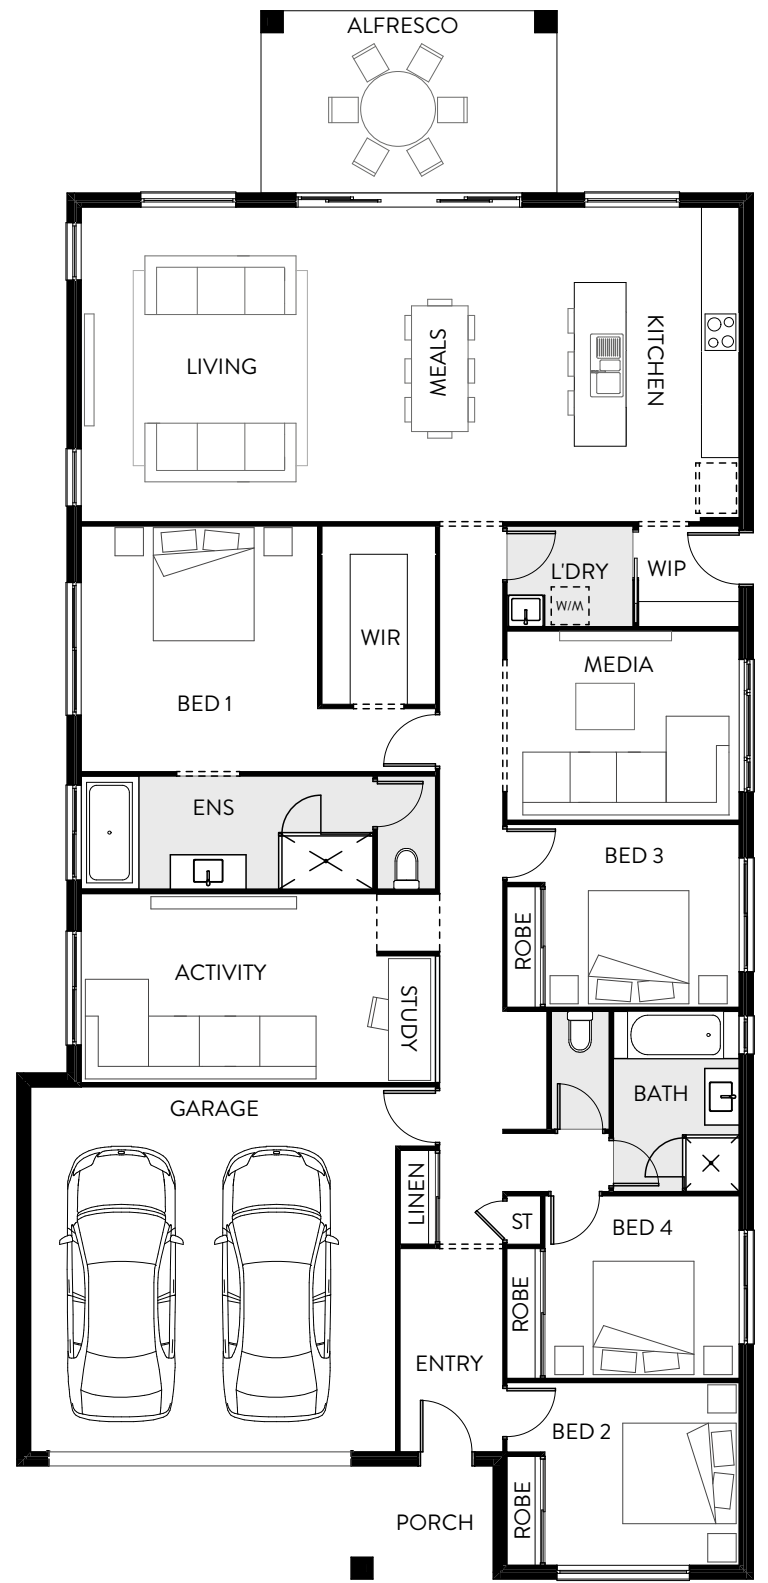 ALFRESCO
LIVING
MEALS
KITCHEN
L'DRY
WIP
W/W
WIR
MEDIA
BED 1
ENS
BED 3
ROBE
ACTIVITY
STUDY
GARAGE
BATH
LINEN
ST
BED 4
ROBE
ENTRY
BED 2
ROBE
PORCH